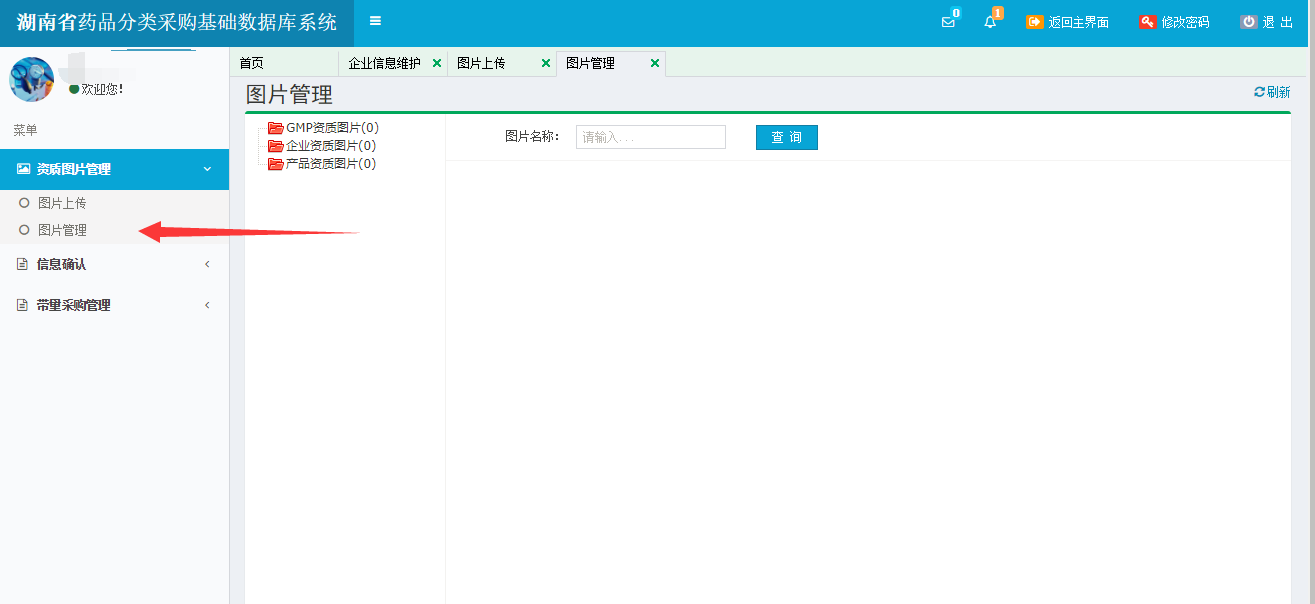 湖南省药品分类采购基础数据库系统
0
1
返回主界面
修改密码
退 出
欢迎您!
首页
企业信息维护
图片上传
图片管理
图片管理
刷新
菜单
资质图片管理
图片上传
图片管理
信息确认
带量采购管理
GMP资质图片(0)
企业资质图片(0)
产品资质图片(0)
图片名称:
请输入...
查 询